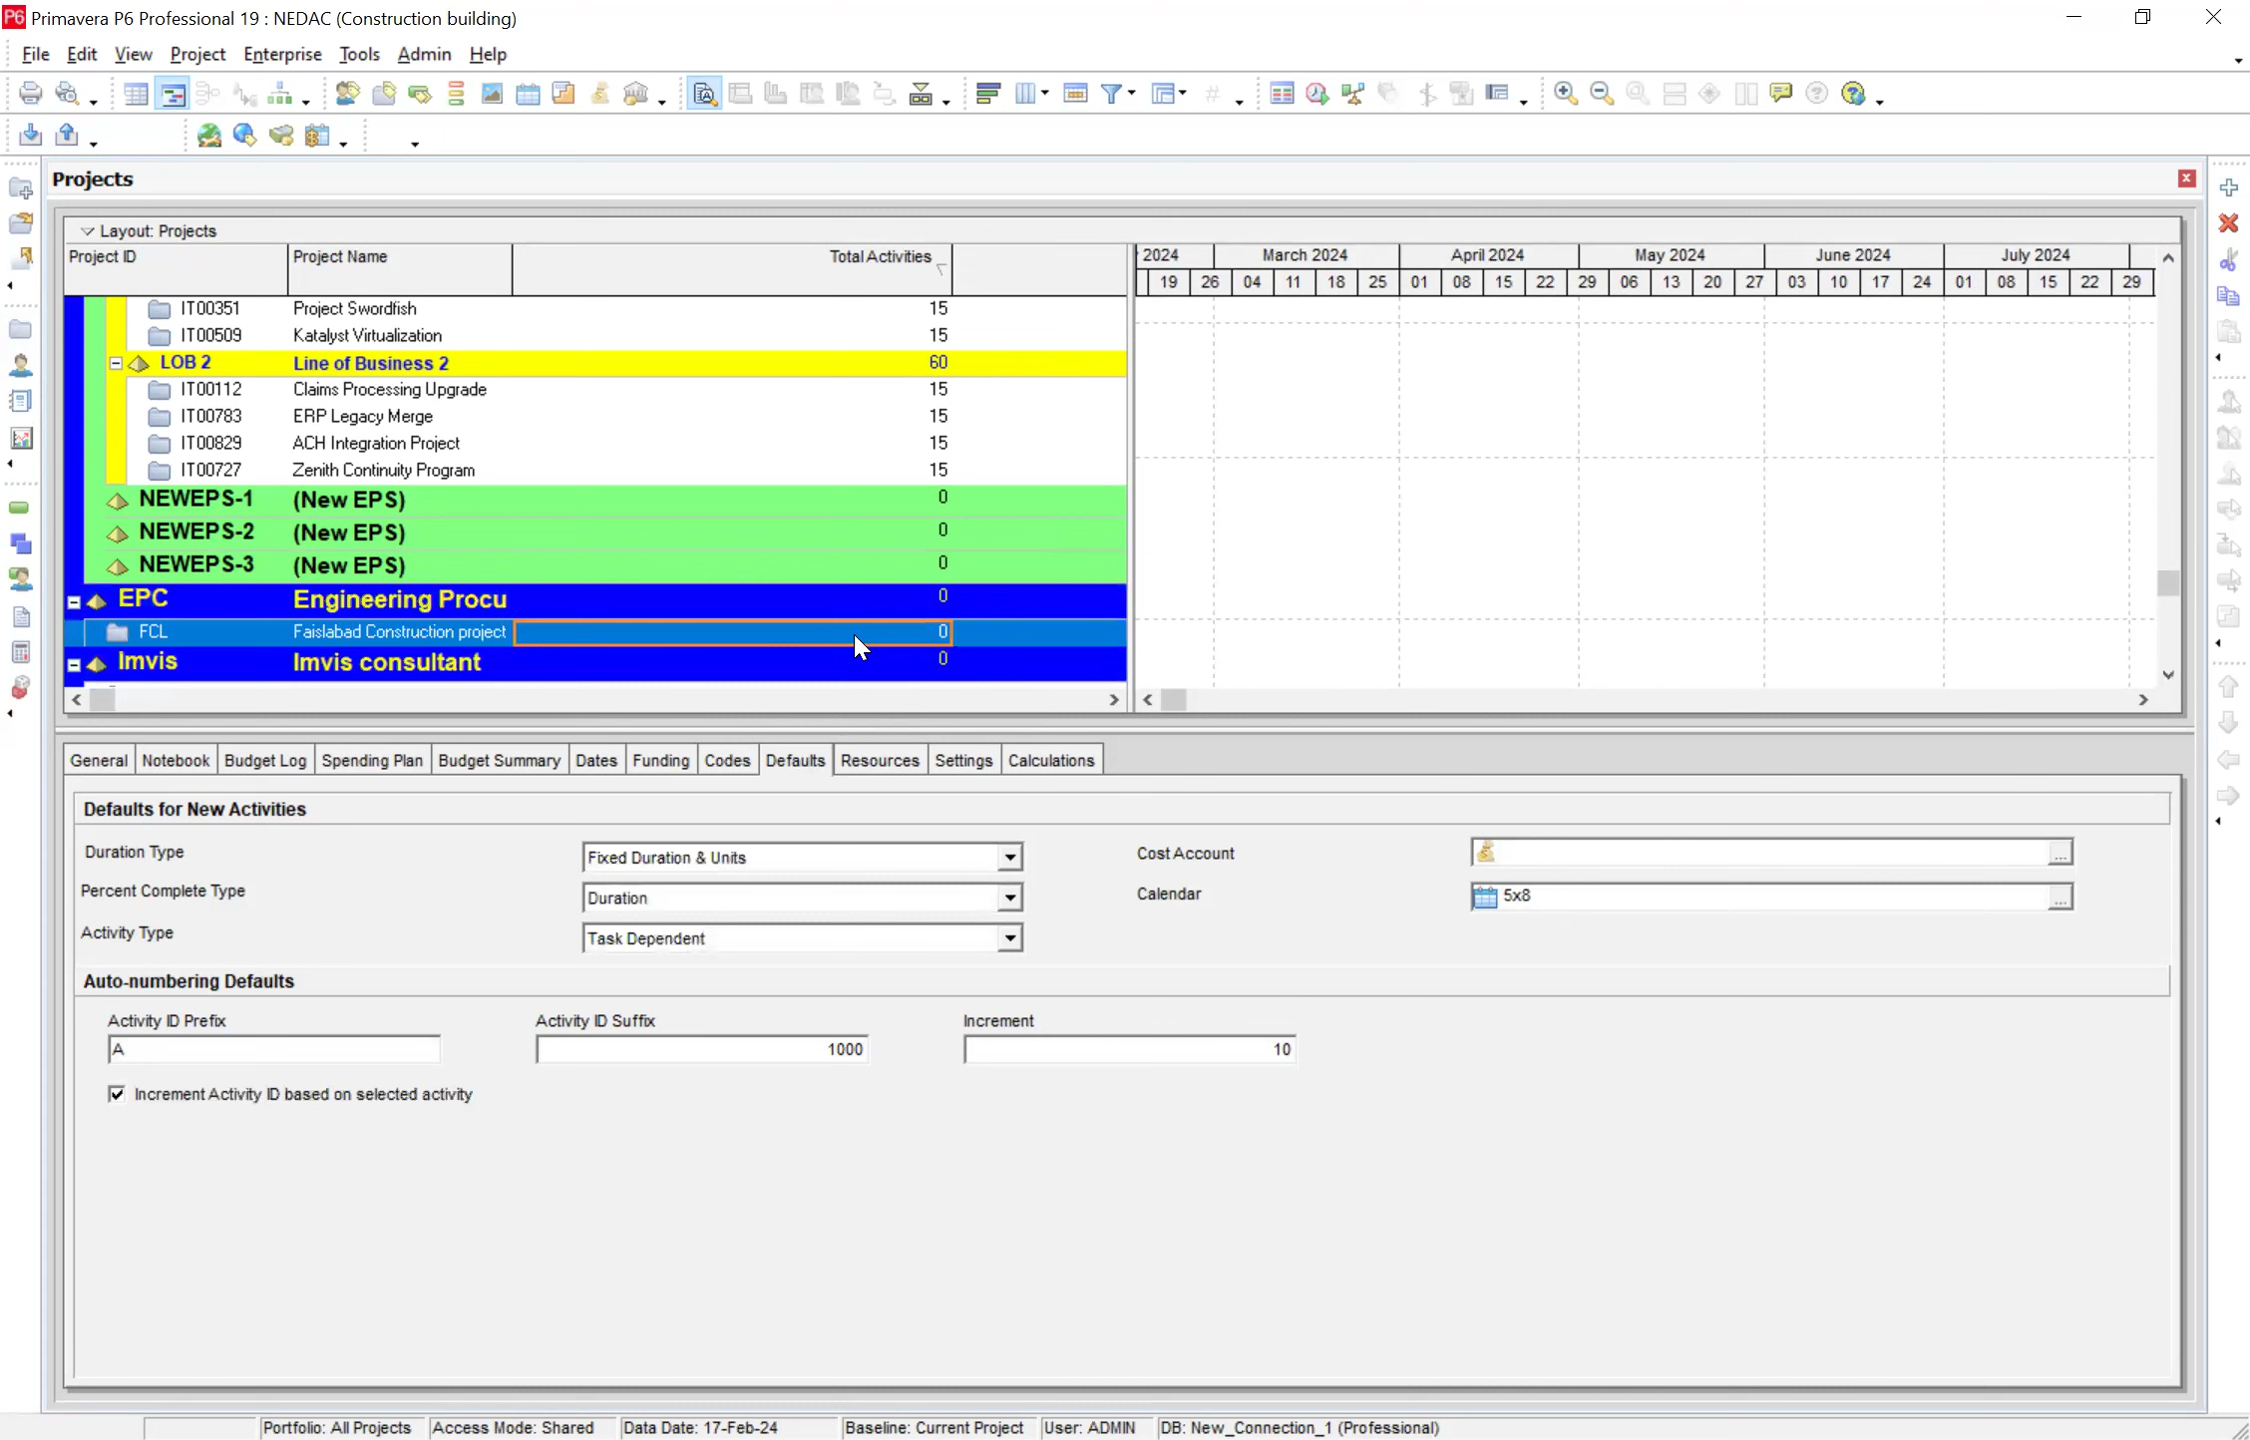 P6 Primavera P6 Professional 19 : NEDAC (Construction building)
File Edit View Project Enterprise Tools Admin Help
Projects
Layout: Projects
Project ID Project Name Total Activities
2024 March 2024 April 2024 May 2024 June 2024 July 2024
19 26 04 11 18 25 01 08 15 22 29 06 13 20 27 03 10 17 24 01 08 15 22 29
IT00351 Project Swordfish 15
IT00509 Katalyst Virtualization 15
LOB 2 Line of Business 2 60
IT00112 Claims Processing Upgrade 15
IT00783 ERP Legacy Merge 15
IT00829 ACH Integration Project 15
IT00727 Zenith Continuity Program 15
NEWEPS-1 (New EPS) 0
NEWEPS-2 (New EPS) 0
NEWEPS-3 (New EPS) 0
EPC Engineering Procu 0
FCL Faislabad Construction project 0
Imvis Imvis consultant 0
General Notebook Budget Log Spending Plan Budget Summary Dates Funding Codes Defaults Resources Settings Calculations
Defaults for New Activities
Duration Type Fixed Duration & Units Cost Account
Percent Complete Type Duration Calendar 5x8
Activity Type Task Dependent
Auto-numbering Defaults
Activity ID Prefix Activity ID Suffix Increment
A 1000 10
Increment Activity ID based on selected activity
Portfolio: All Projects Access Mode: Shared Data Date: 17-Feb-24 Baseline: Current Project User: ADMIN DB: New_Connection_1 (Professional)